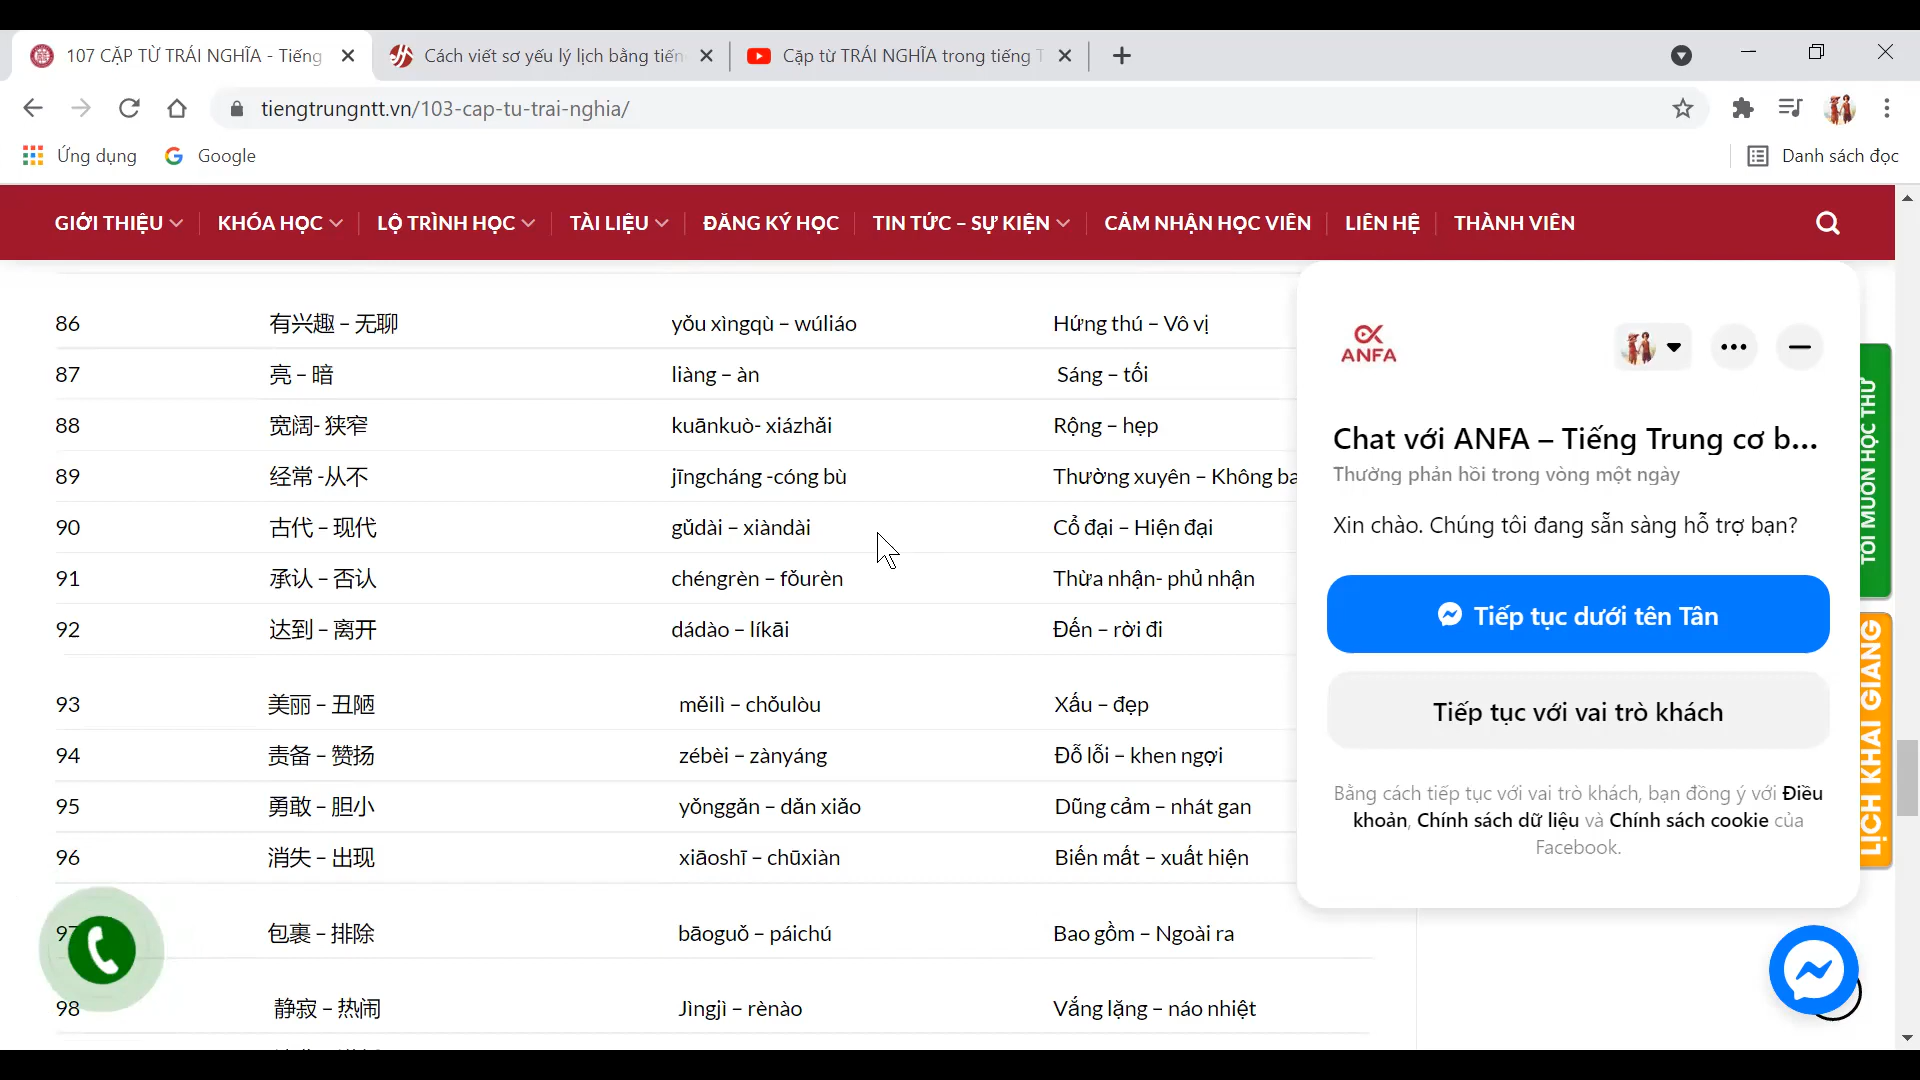 107 CẶP TỪ TRÁI NGHĨA - Tiếng
Cách viết sơ yếu lý lịch bằng tiến
Cặp từ TRÁI NGHĨA trong tiếng T
tiengtrungntt.vn/103-cap-tu-trai-nghia/
Ứng dụng
Google
Danh sách đọc
GIỚI THIỆU
KHÓA HỌC
LỘ TRÌNH HỌC
TÀI LIỆU
ĐĂNG KÝ HỌC
TIN TỨC – SỰ KIỆN
CẢM NHẬN HỌC VIÊN
LIÊN HỆ
THÀNH VIÊN
86 有兴趣 – 无聊 yǒu xìngqù – wúliáo Hứng thú – Vô vị
87 亮 – 暗 liàng – àn Sáng – tối
88 宽阔- 狭窄 kuānkuò- xiázhǎi Rộng – hẹp
89 经常 -从不 jīngcháng -cóng bù Thường xuyên – Không ba
90 古代 – 现代 gǔdài – xiàndài Cổ đại – Hiện đại
91 承认 – 否认 chéngrèn – fǒurèn Thừa nhận- phủ nhận
92 达到 – 离开 dádào – líkāi Đến – rời đi
93 美丽 – 丑陋 měilì – chǒulòu Xấu – đẹp
94 责备 – 赞扬 zébèi – zànyáng Đổ lỗi – khen ngợi
95 勇敢 – 胆小 yǒnggǎn – dǎn xiǎo Dũng cảm – nhát gan
96 消失 – 出现 xiāoshī – chūxiàn Biến mất – xuất hiện
97 包裹 – 排除 bāoguǒ – páichú Bao gồm – Ngoài ra
98 静寂 – 热闹 Jìngjì – rènào Vắng lặng – náo nhiệt
ANFA
Chat với ANFA – Tiếng Trung cơ b...
Thường phản hồi trong vòng một ngày
Xin chào. Chúng tôi đang sẵn sàng hỗ trợ bạn?
Tiếp tục dưới tên Tân
Tiếp tục với vai trò khách
Bằng cách tiếp tục với vai trò khách, bạn đồng ý với Điều
khoản, Chính sách dữ liệu và Chính sách cookie của
Facebook.
TÔI MUỐN HỌC THỬ
LỊCH KHAI GIẢNG